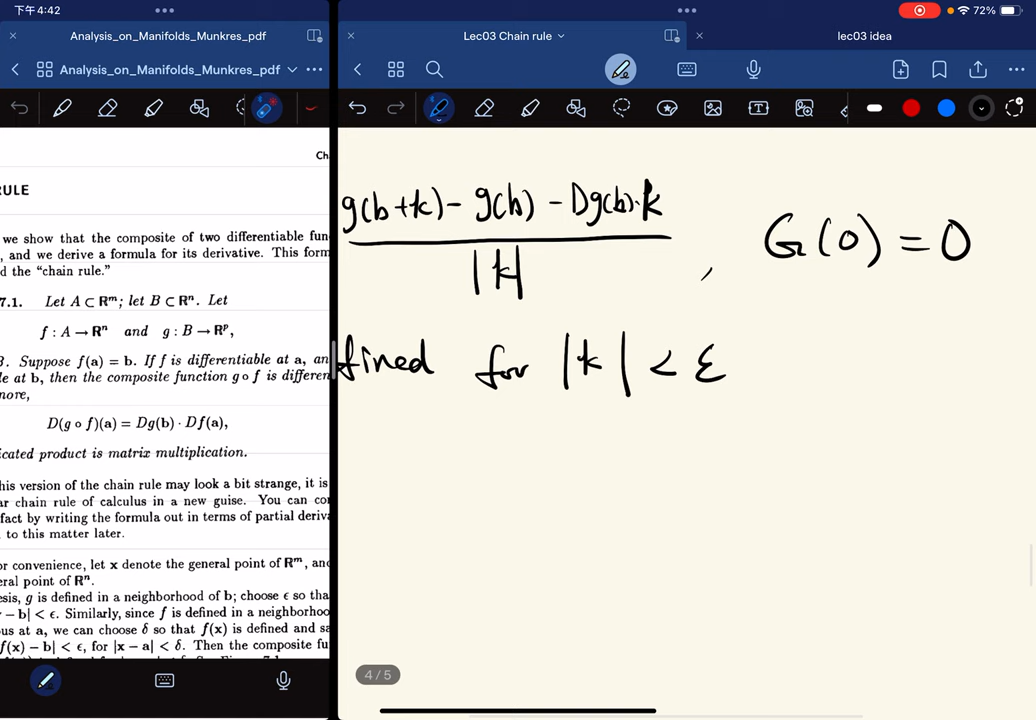 下午4:42
72%
Analysis_on_Manifolds_Munkres_pdf
Lec03 Chain rule
lec03 idea
Analysis_on_Manifolds_Munkres_pdf
Ch
RULE
we show that the composite of two differentiable fun
, and we derive a formula for its derivative. This form
d the "chain rule."
7.1. Let A ⊂ Rᵐ; let B ⊂ Rⁿ. Let
f : A → Rⁿ and g : B → Rᵖ,
B. Suppose f(a) = b. If f is differentiable at a, an
le at b, then the composite function g ∘ f is differen
more,
D(g ∘ f)(a) = Dg(b) · Df(a),
icated product is matrix multiplication.
his version of the chain rule may look a bit strange, it is
ar chain rule of calculus in a new guise. You can con
fact by writing the formula out in terms of partial deriva
to this matter later.
or convenience, let x denote the general point of Rᵐ, and
eral point of Rⁿ.
esis, g is defined in a neighborhood of b; choose ϵ so tha
− b| < ϵ. Similarly, since f is defined in a neighborhoo
ous at a, we can choose δ so that f(x) is defined and sa
f(x) − b| < ϵ, for |x − a| < δ. Then the composite fu
g(b+k) - g(b) - Dg(b)·k
|k|
, G(0) = 0
fined for |k| < ε
4 / 5